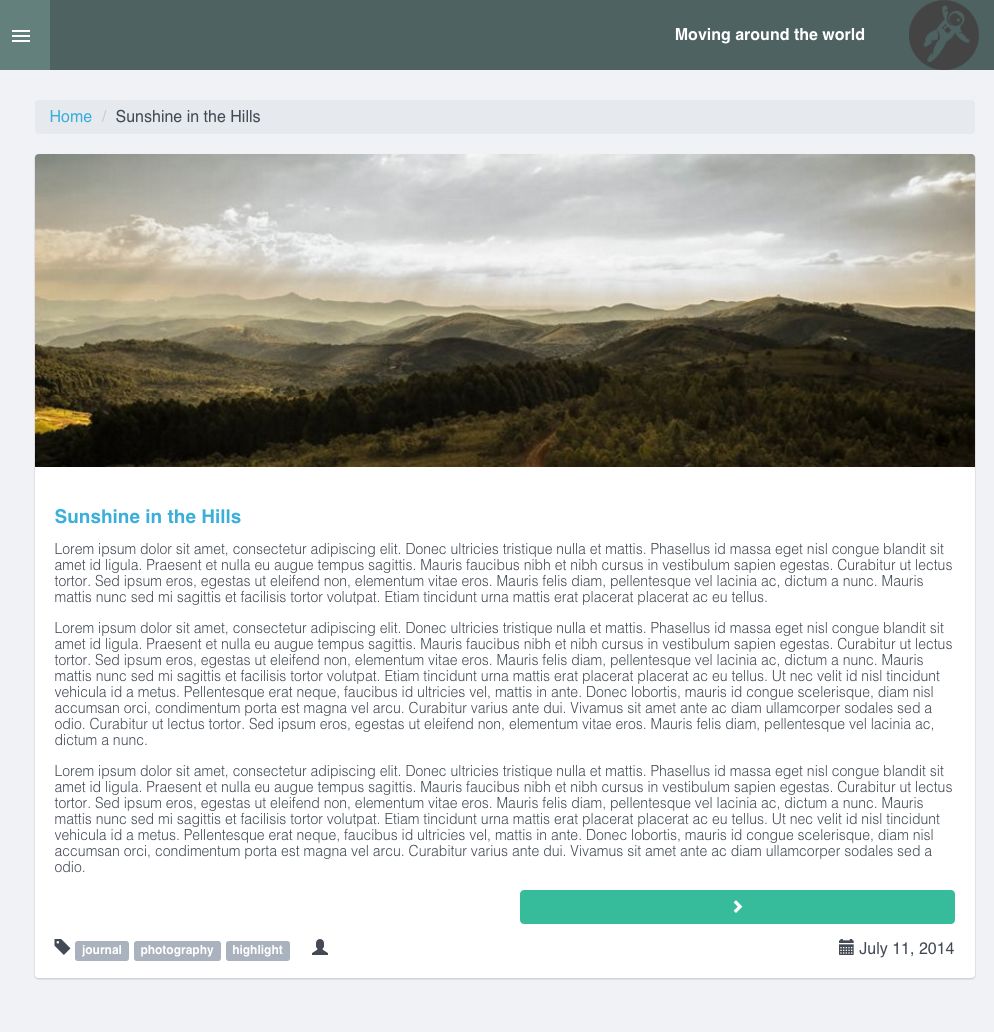 Moving around the world
Home / Sunshine in the Hills
Sunshine in the Hills
Lorem ipsum dolor sit amet, consectetur adipiscing elit. Donec ultricies tristique nulla et mattis. Phasellus id massa eget nisl congue blandit sit
amet id ligula. Praesent et nulla eu augue tempus sagittis. Mauris faucibus nibh et nibh cursus in vestibulum sapien egestas. Curabitur ut lectus
tortor. Sed ipsum eros, egestas ut eleifend non, elementum vitae eros. Mauris felis diam, pellentesque vel lacinia ac, dictum a nunc. Mauris
mattis nunc sed mi sagittis et facilisis tortor volutpat. Etiam tincidunt urna mattis erat placerat placerat ac eu tellus.
Lorem ipsum dolor sit amet, consectetur adipiscing elit. Donec ultricies tristique nulla et mattis. Phasellus id massa eget nisl congue blandit sit
amet id ligula. Praesent et nulla eu augue tempus sagittis. Mauris faucibus nibh et nibh cursus in vestibulum sapien egestas. Curabitur ut lectus
tortor. Sed ipsum eros, egestas ut eleifend non, elementum vitae eros. Mauris felis diam, pellentesque vel lacinia ac, dictum a nunc. Mauris
mattis nunc sed mi sagittis et facilisis tortor volutpat. Etiam tincidunt urna mattis erat placerat placerat ac eu tellus. Ut nec velit id nisl tincidunt
vehicula id a metus. Pellentesque erat neque, faucibus id ultricies vel, mattis in ante. Donec lobortis, mauris id congue scelerisque, diam nisl
accumsan orci, condimentum porta est magna vel arcu. Curabitur varius ante dui. Vivamus sit amet ante ac diam ullamcorper sodales sed a
odio. Curabitur ut lectus tortor. Sed ipsum eros, egestas ut eleifend non, elementum vitae eros. Mauris felis diam, pellentesque vel lacinia ac,
dictum a nunc.
Lorem ipsum dolor sit amet, consectetur adipiscing elit. Donec ultricies tristique nulla et mattis. Phasellus id massa eget nisl congue blandit sit
amet id ligula. Praesent et nulla eu augue tempus sagittis. Mauris faucibus nibh et nibh cursus in vestibulum sapien egestas. Curabitur ut lectus
tortor. Sed ipsum eros, egestas ut eleifend non, elementum vitae eros. Mauris felis diam, pellentesque vel lacinia ac, dictum a nunc. Mauris
mattis nunc sed mi sagittis et facilisis tortor volutpat. Etiam tincidunt urna mattis erat placerat placerat ac eu tellus. Ut nec velit id nisl tincidunt
vehicula id a metus. Pellentesque erat neque, faucibus id ultricies vel, mattis in ante. Donec lobortis, mauris id congue scelerisque, diam nisl
accumsan orci, condimentum porta est magna vel arcu. Curabitur varius ante dui. Vivamus sit amet ante ac diam ullamcorper sodales sed a
odio.
journal photography highlight July 11, 2014